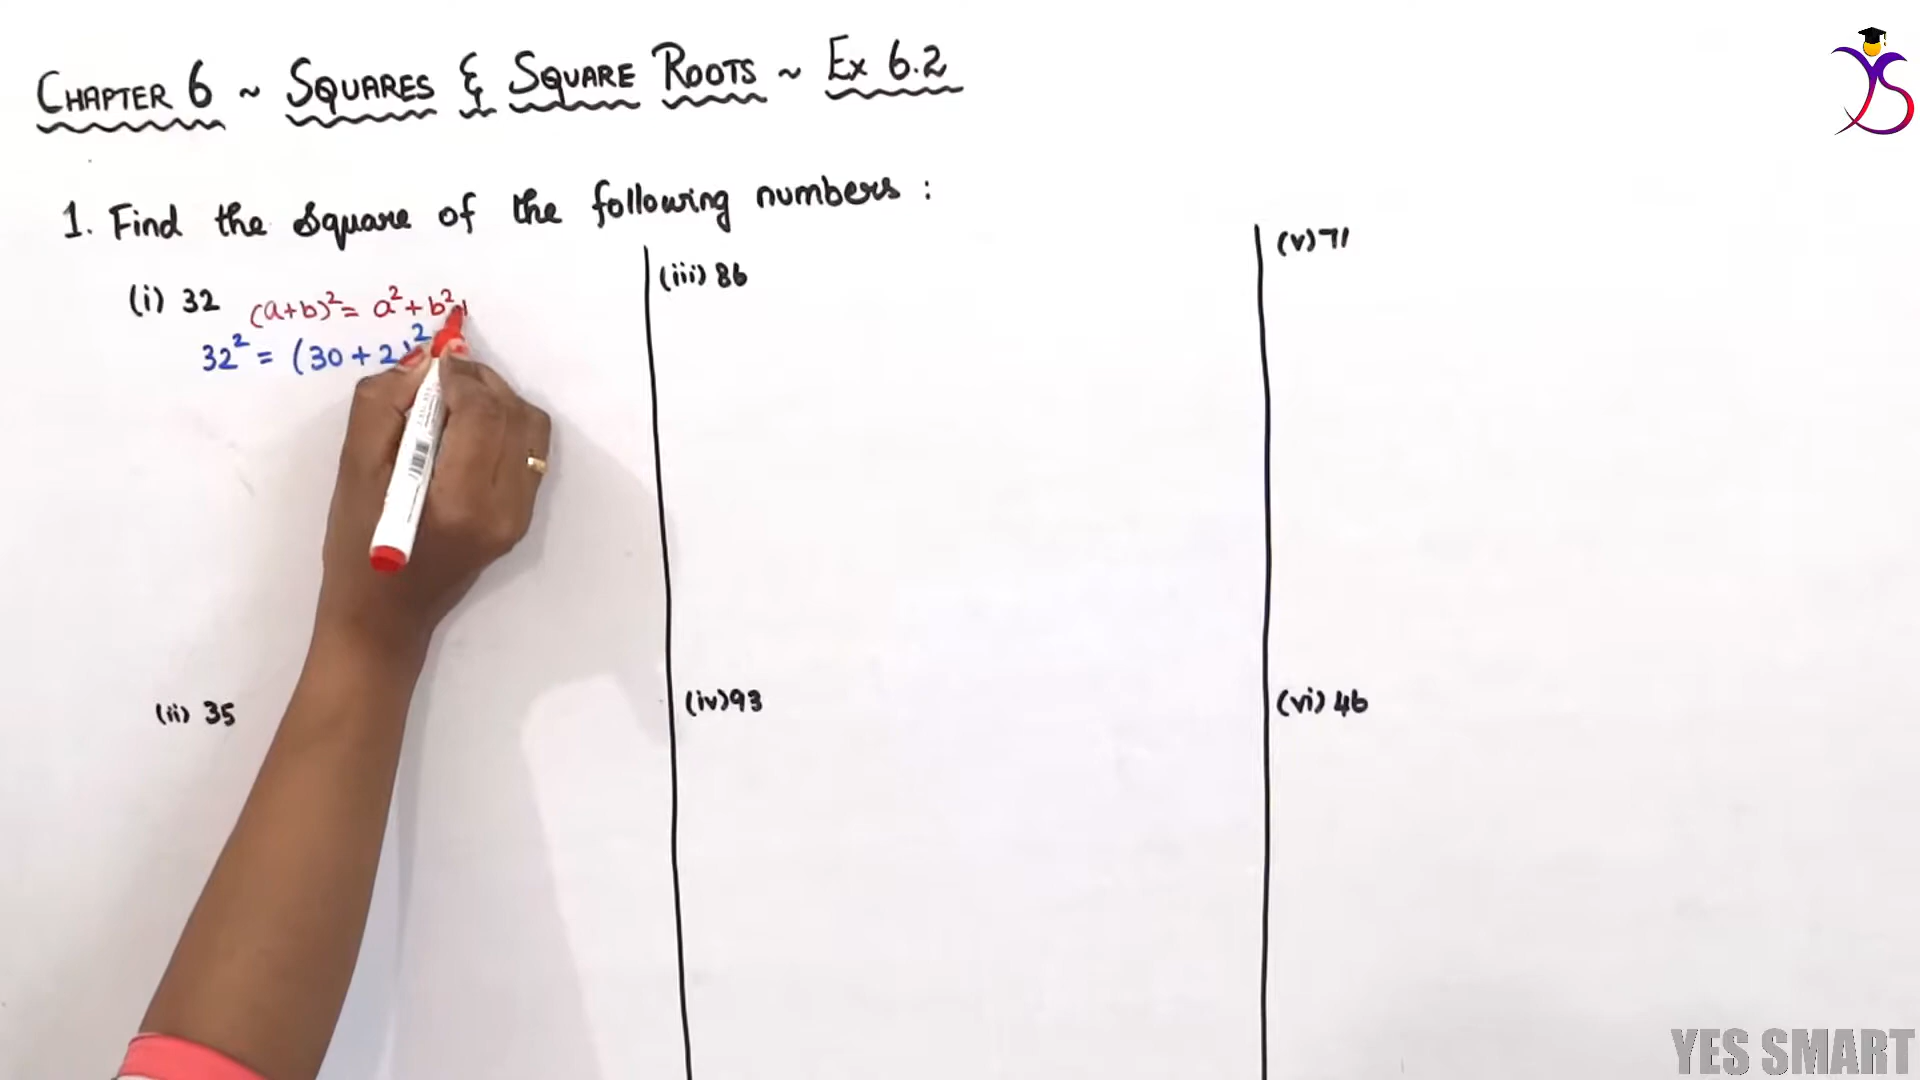 CHAPTER 6 ~ SQUARES & SQUARE ROOTS ~ Ex 6.2
1. Find the square of the following numbers :
(i) 32 (a+b)² = a² + b² +
32² = (30 + 2)²
(ii) 35
(iii) 86
(iv) 93
(v) 71
(vi) 46
YES SMART